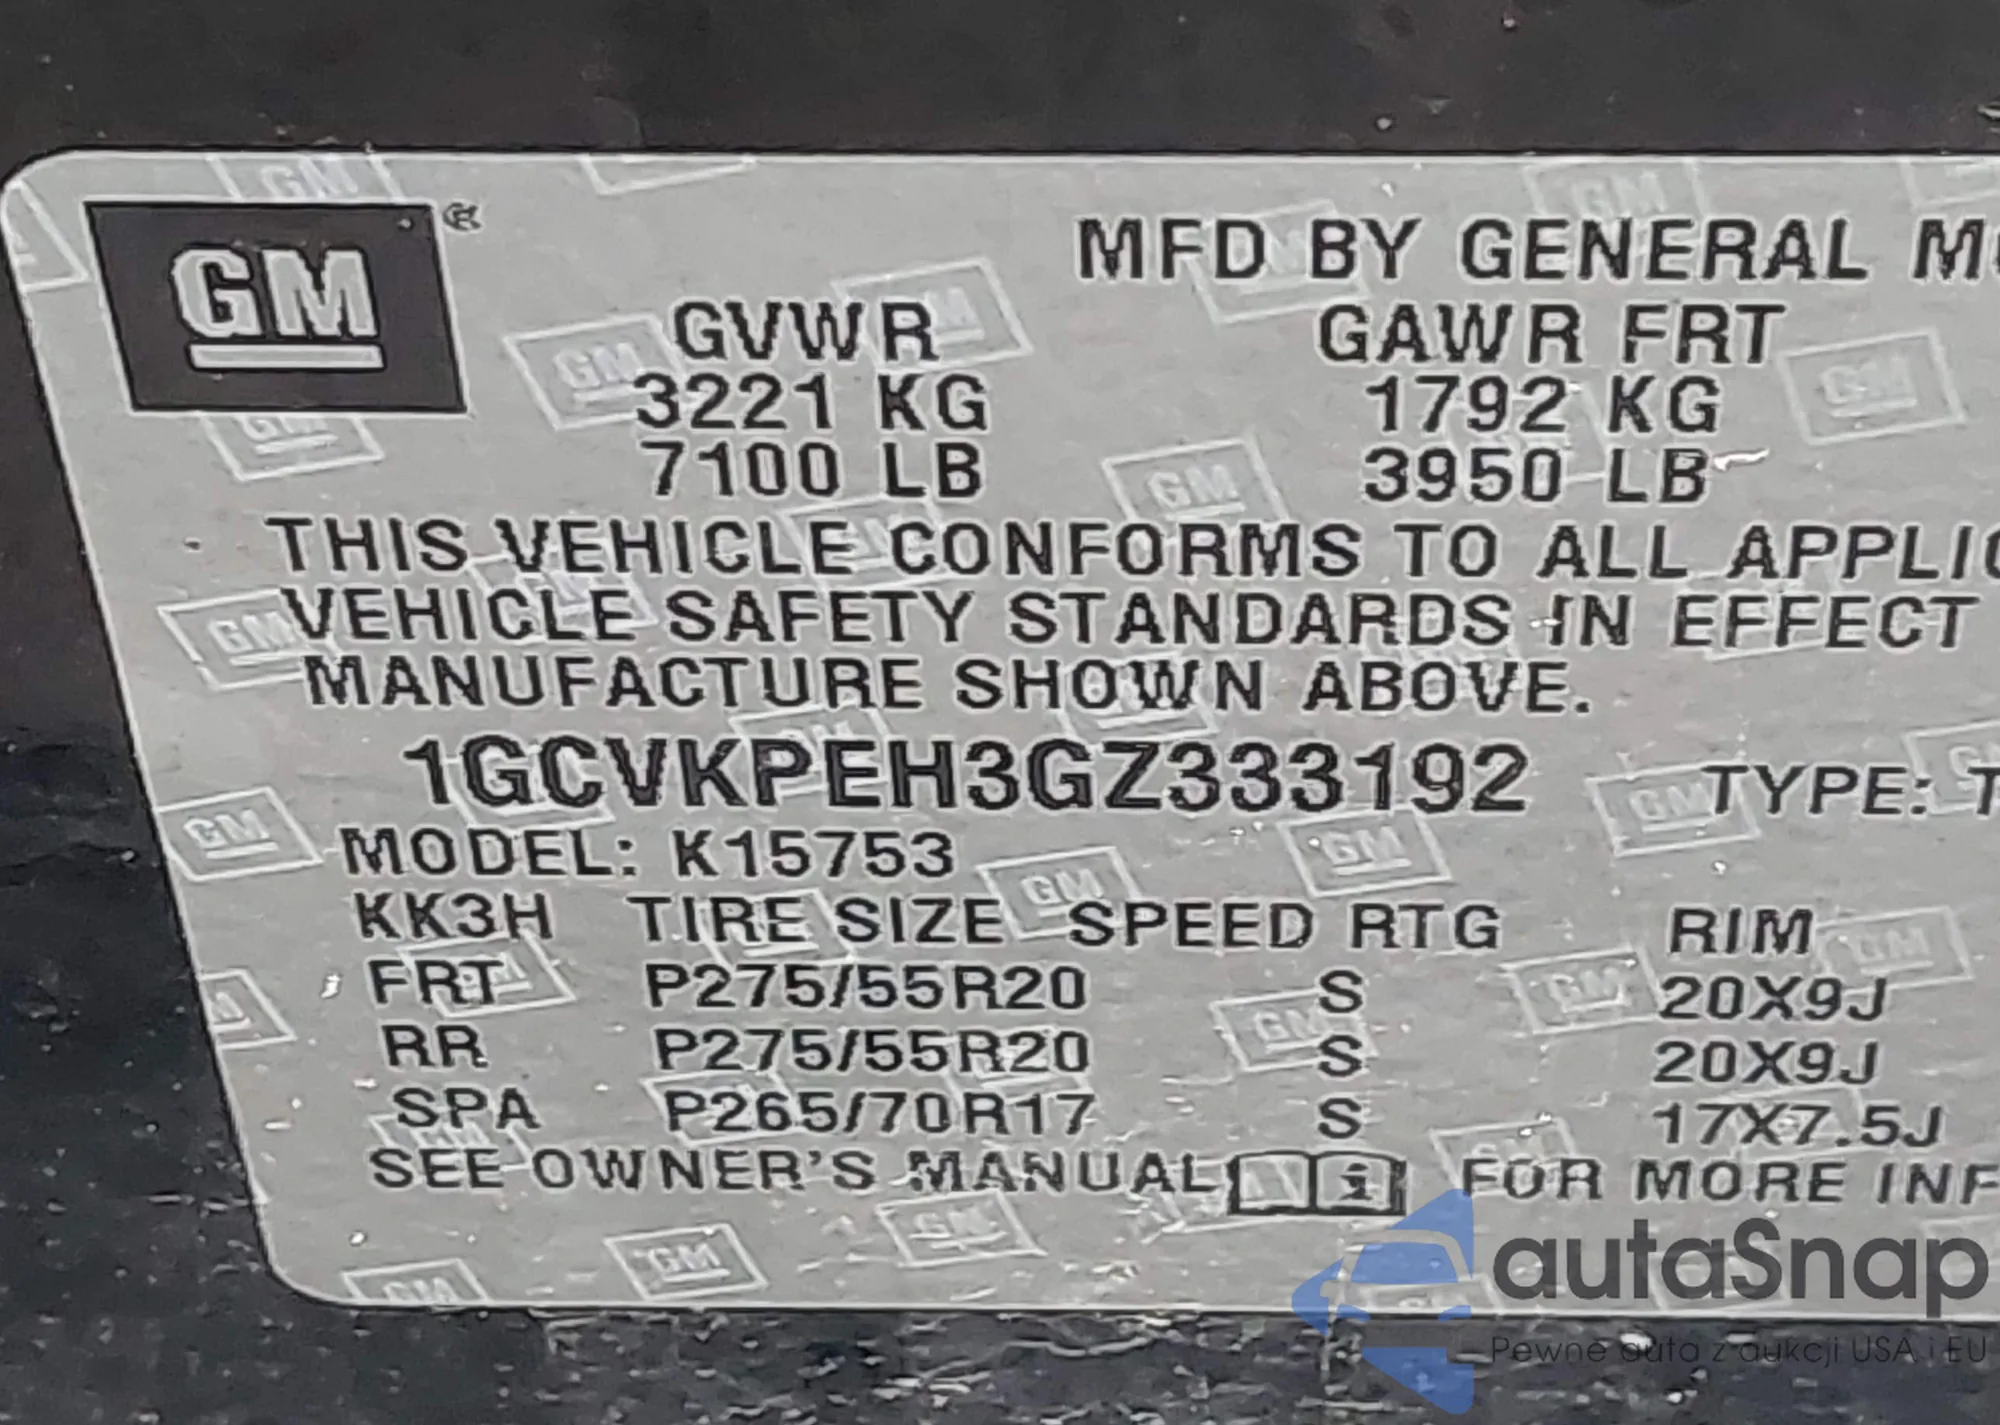 GM
MFD BY GENERAL
GVWR GAWR FRT
3221 KG 1792 KG
7100 LB 3950 LB
THIS VEHICLE CONFORMS TO ALL
VEHICLE SAFETY STANDARDS IN EFFECT
MANUFACTURE SHOWN ABOVE.
1GCVKPEH3GZ333192 TYPE: T
MODEL: K15753
KK3H TIRE SIZE SPEED RTG RIM
FRT P275/55R20 S 20X9J
RR P275/55R20 S 20X9J
SPA P265/70R17 S 17X7.5J
SEE OWNER'S MANUAL FOR MORE INF
autaSnap
Pewne auta z aukcji USA i EU